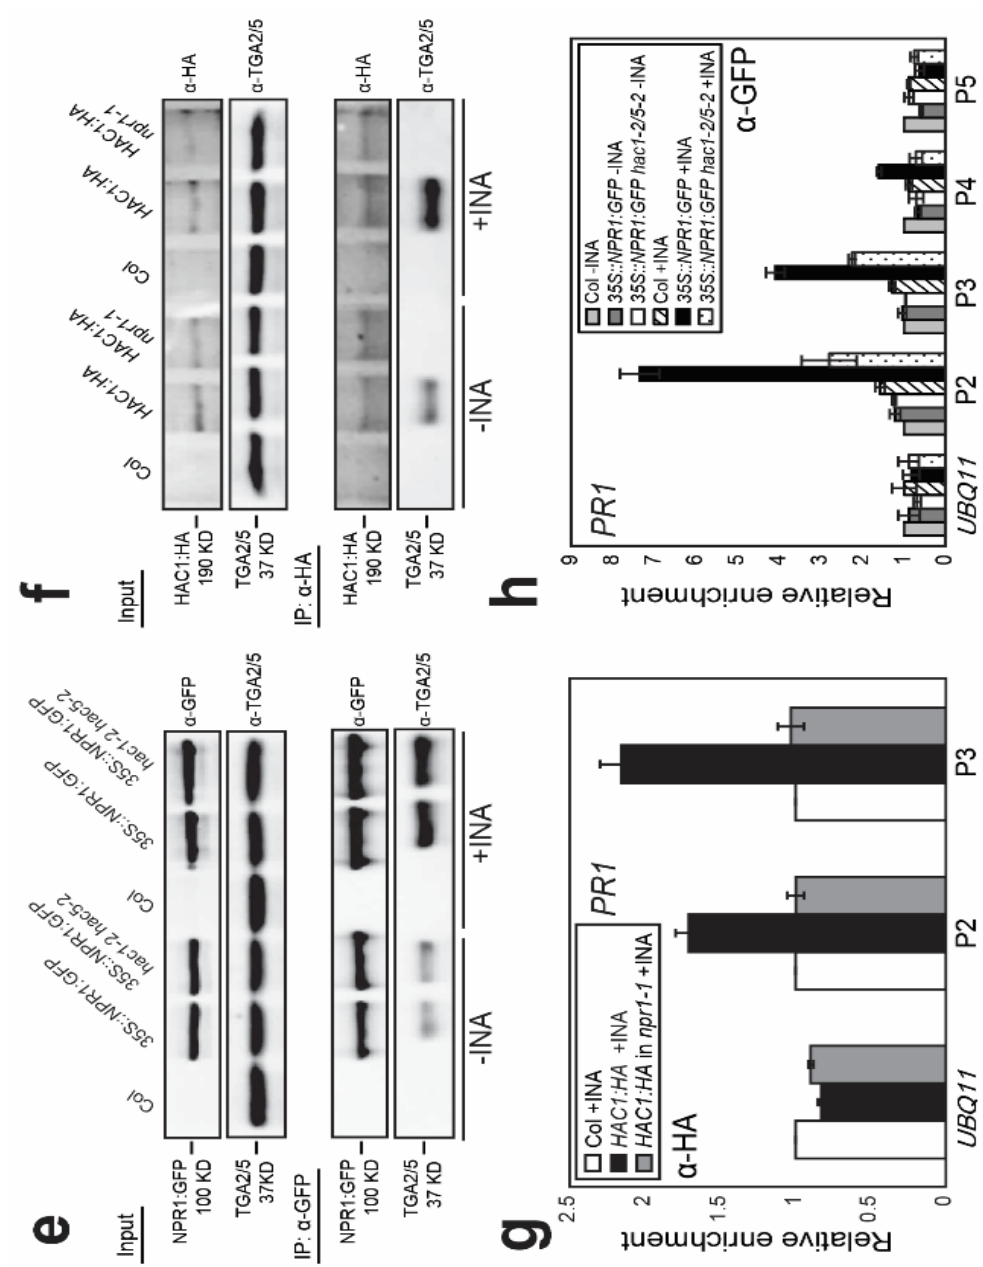 e
Col
35S::NPR1:GFP
35S::NPR1:GFP
hac1-2 hac5-2
Col
35S::NPR1:GFP
35S::NPR1:GFP
hac1-2 hac5-2
Input
NPR1:GFP
100 KD
α-GFP
TGA2/5
37KD
α-TGA2/5
IP: α-GFP
NPR1:GFP
100 KD
α-GFP
TGA2/5
37 KD
α-TGA2/5
-INA
+INA
f
Col
HAC1:HA
HAC1:HA
npr1-1
Col
HAC1:HA
HAC1:HA
npr1-1
Input
HAC1:HA
190 KD
α-HA
TGA2/5
37 KD
α-TGA2/5
IP: α-HA
HAC1:HA
190 KD
α-HA
TGA2/5
37 KD
α-TGA2/5
-INA
+INA
g
Relative enrichment
2.5
2
1.5
1
0.5
0
Col +INA
HAC1:HA +INA
HAC1:HA in npr1-1 +INA
α-HA
PR1
UBQ11
P2
P3
h
Relative enrichment
9
8
7
6
5
4
3
2
1
0
PR1
Col -INA
35S::NPR1:GFP -INA
35S::NPR1:GFP hac1-2/5-2 -INA
Col +INA
35S::NPR1:GFP +INA
35S::NPR1:GFP hac1-2/5-2 +INA
α-GFP
UBQ11
P2
P3
P4
P5